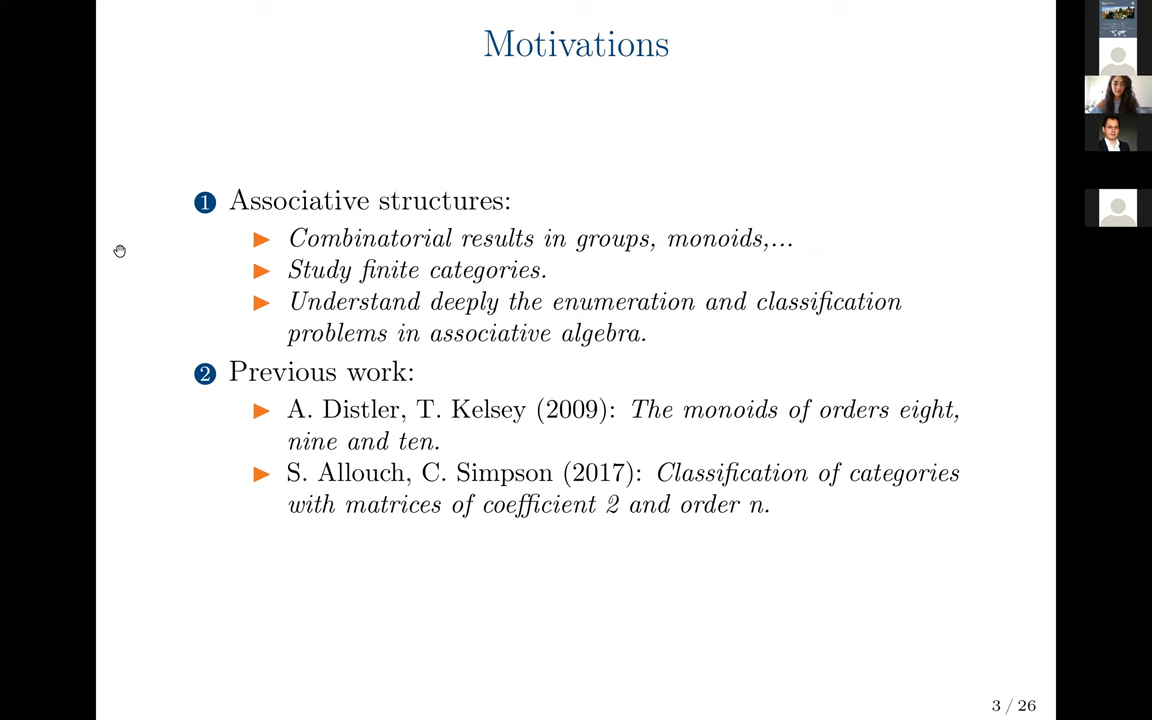 Motivations
1 Associative structures:
▶ Combinatorial results in groups, monoids,...
▶ Study finite categories.
▶ Understand deeply the enumeration and classification
problems in associative algebra.
2 Previous work:
▶ A. Distler, T. Kelsey (2009): The monoids of orders eight,
nine and ten.
▶ S. Allouch, C. Simpson (2017): Classification of categories
with matrices of coefficient 2 and order n.
3 / 26